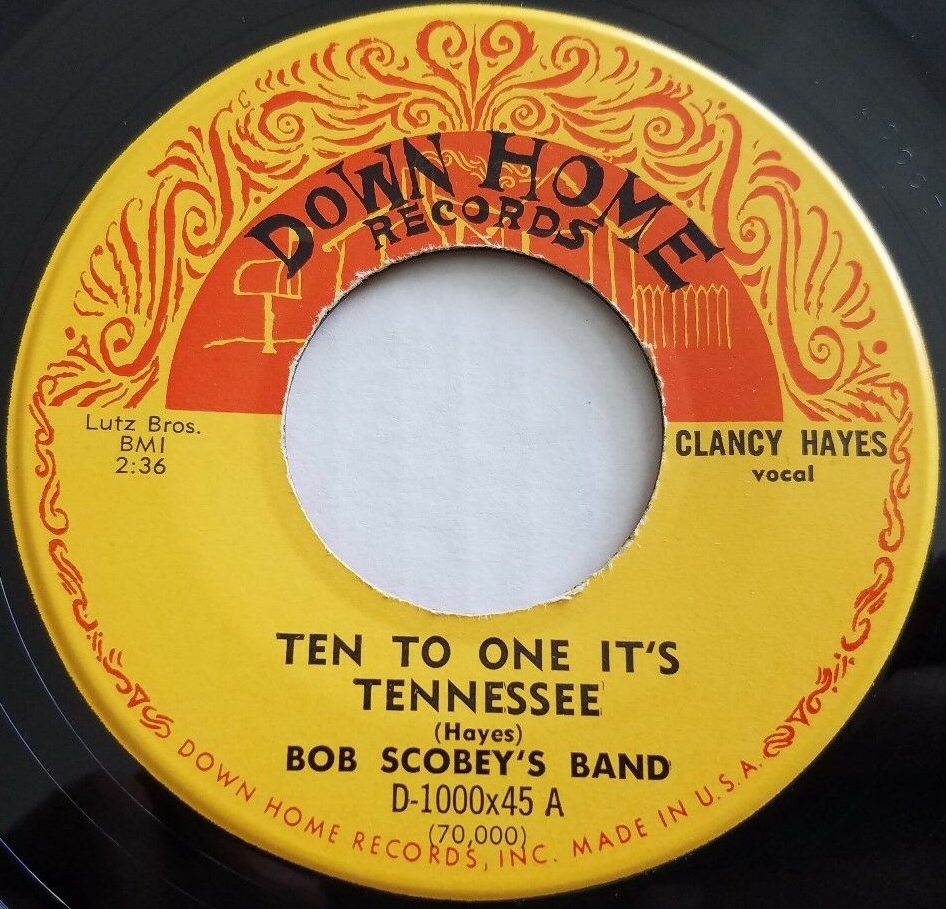 DOWN HOME
RECORDS
Lutz Bros.
BMI
2:36
CLANCY HAYES
vocal
TEN TO ONE IT'S
TENNESSEE
(Hayes)
BOB SCOBEY'S BAND
D-1000x45 A
(70,000)
DOWN HOME RECORDS, INC. MADE IN U.S.A.